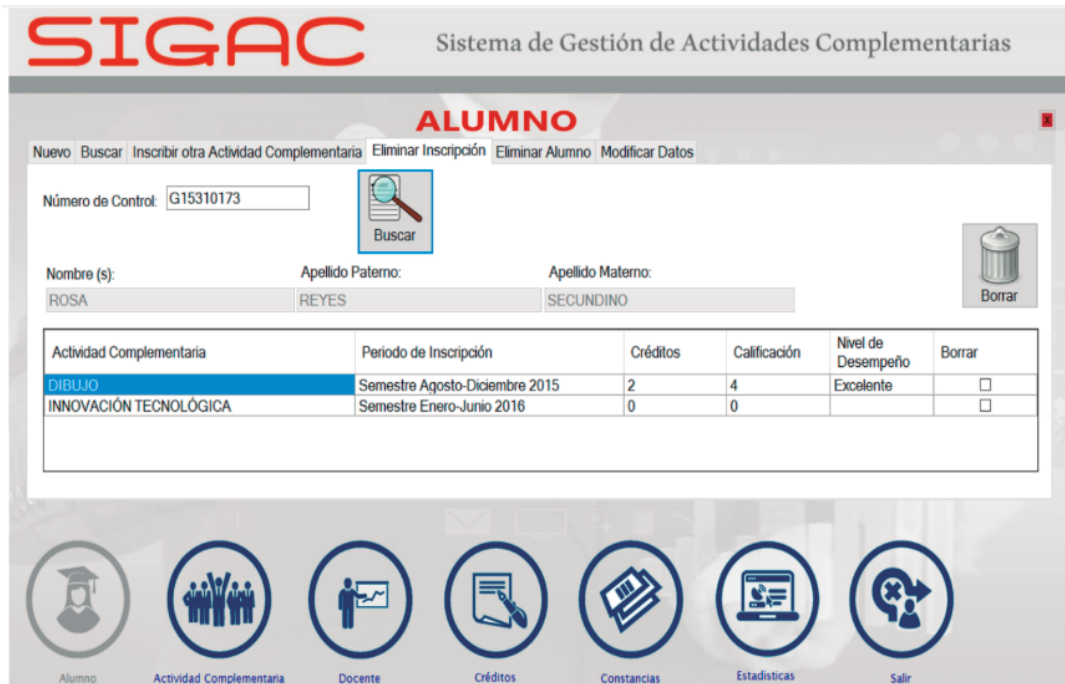 SIGAC
Sistema de Gestión de Actividades Complementarias
ALUMNO
X
Nuevo Buscar Inscribir otra Actividad Complementaria Eliminar Inscripción Eliminar Alumno Modificar Datos
Número de Control: G15310173
Buscar
Borrar
Nombre (s): Apellido Paterno: Apellido Materno:
ROSA REYES SECUNDINO
Actividad Complementaria Periodo de Inscripción Créditos Calificación Nivel de Desempeño Borrar
DIBUJO Semestre Agosto-Diciembre 2015 2 4 Excelente
INNOVACIÓN TECNOLÓGICA Semestre Enero-Junio 2016 0 0
Alumno Actividad Complementaria Docente Créditos Constancias Estadísticas Salir